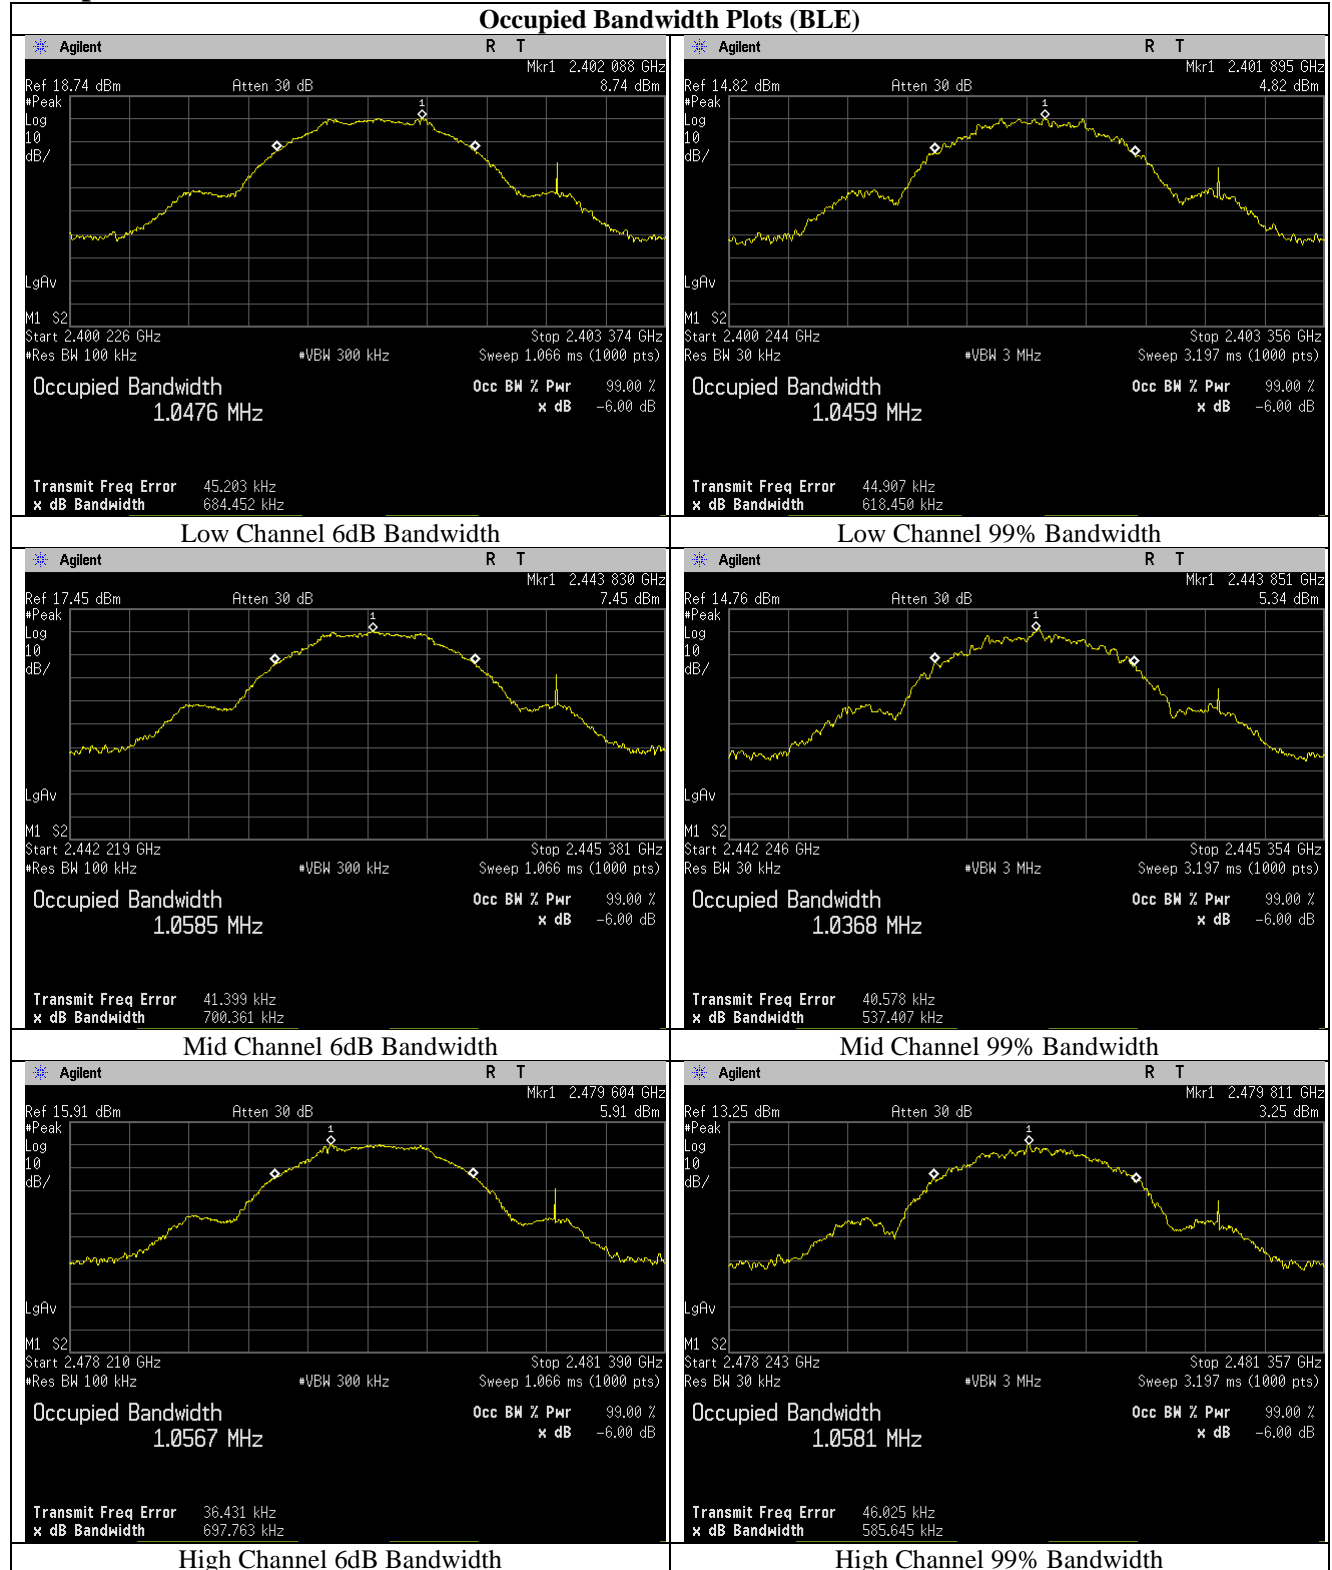 Occupied Bandwidth Plots (BLE)
Agilent R T
Mkr1 2.402 088 GHz
Ref 18.74 dBm Atten 30 dB 8.74 dBm
#Peak
Log
10
dB/
1
LgAv
M1 S2
Start 2.400 226 GHz Stop 2.403 374 GHz
#Res BW 100 kHz #VBW 300 kHz Sweep 1.066 ms (1000 pts)
Occupied Bandwidth Occ BW % Pwr 99.00 %
1.0476 MHz x dB -6.00 dB
Transmit Freq Error 45.203 kHz
x dB Bandwidth 684.452 kHz
Low Channel 6dB Bandwidth
Agilent R T
Mkr1 2.401 895 GHz
Ref 14.82 dBm Atten 30 dB 4.82 dBm
#Peak
Log
10
dB/
1
LgAv
M1 S2
Start 2.400 244 GHz Stop 2.403 356 GHz
Res BW 30 kHz #VBW 3 MHz Sweep 3.197 ms (1000 pts)
Occupied Bandwidth Occ BW % Pwr 99.00 %
1.0459 MHz x dB -6.00 dB
Transmit Freq Error 44.907 kHz
x dB Bandwidth 618.450 kHz
Low Channel 99% Bandwidth
Agilent R T
Mkr1 2.443 830 GHz
Ref 17.45 dBm Atten 30 dB 7.45 dBm
#Peak
Log
10
dB/
1
LgAv
M1 S2
Start 2.442 219 GHz Stop 2.445 381 GHz
#Res BW 100 kHz #VBW 300 kHz Sweep 1.066 ms (1000 pts)
Occupied Bandwidth Occ BW % Pwr 99.00 %
1.0585 MHz x dB -6.00 dB
Transmit Freq Error 41.399 kHz
x dB Bandwidth 700.361 kHz
Mid Channel 6dB Bandwidth
Agilent R T
Mkr1 2.443 851 GHz
Ref 14.76 dBm Atten 30 dB 5.34 dBm
#Peak
Log
10
dB/
1
LgAv
M1 S2
Start 2.442 246 GHz Stop 2.445 354 GHz
Res BW 30 kHz #VBW 3 MHz Sweep 3.197 ms (1000 pts)
Occupied Bandwidth Occ BW % Pwr 99.00 %
1.0368 MHz x dB -6.00 dB
Transmit Freq Error 40.578 kHz
x dB Bandwidth 537.407 kHz
Mid Channel 99% Bandwidth
Agilent R T
Mkr1 2.479 604 GHz
Ref 15.91 dBm Atten 30 dB 5.91 dBm
#Peak
Log
10
dB/
1
LgAv
M1 S2
Start 2.478 210 GHz Stop 2.481 390 GHz
#Res BW 100 kHz #VBW 300 kHz Sweep 1.066 ms (1000 pts)
Occupied Bandwidth Occ BW % Pwr 99.00 %
1.0567 MHz x dB -6.00 dB
Transmit Freq Error 36.431 kHz
x dB Bandwidth 697.763 kHz
High Channel 6dB Bandwidth
Agilent R T
Mkr1 2.479 811 GHz
Ref 13.25 dBm Atten 30 dB 3.25 dBm
#Peak
Log
10
dB/
1
LgAv
M1 S2
Start 2.478 243 GHz Stop 2.481 357 GHz
Res BW 30 kHz #VBW 3 MHz Sweep 3.197 ms (1000 pts)
Occupied Bandwidth Occ BW % Pwr 99.00 %
1.0581 MHz x dB -6.00 dB
Transmit Freq Error 46.025 kHz
x dB Bandwidth 585.645 kHz
High Channel 99% Bandwidth